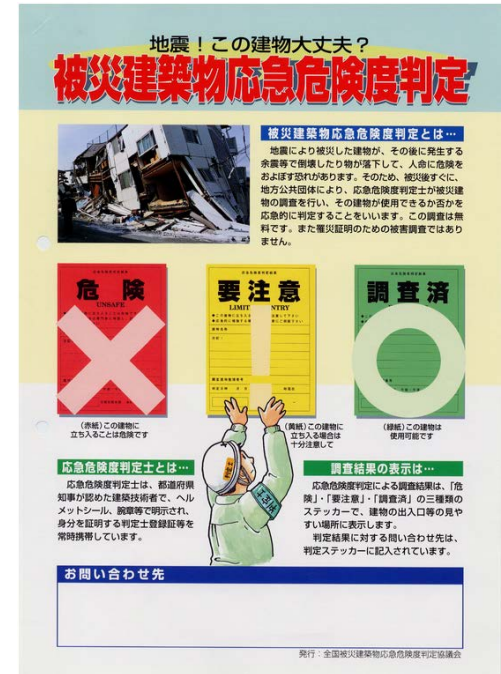 地震！この建物大丈夫？
被災建築物応急危険度判定
被災建築物応急危険度判定とは…
地震により被災した建物が、その後に発生する
余震等で倒壊したり物が落下して、人命に危険を
およぼす恐れがあります。そのため、被災後すぐに、
地方公共団体により、応急危険度判定士が被災建
物の調査を行い、その建物が使用できるか否かを
応急的に判定することをいいます。この調査は無
料です。また罹災証明のための被害調査ではあり
ません。
危険
UNSAFE
要注意
調査済
(赤紙)この建物に
立ち入ることは危険です
(黄紙)この建物に
立ち入る場合は
十分注意して
(緑紙)この建物は
使用可能です
応急危険度判定士とは…
応急危険度判定士は、都道府県
知事が認めた建築技術者で、ヘル
メットシール、腕章等で明示され、
身分を証明する判定士登録証等を
常時携帯しています。
調査結果の表示は…
応急危険度判定による調査結果は、「危
険」・「要注意」・「調査済」の三種類の
ステッカーで、建物の出入口等の見や
すい場所に表示します。
判定結果に対する問い合わせ先は、
判定ステッカーに記入されています。
お問い合わせ先
発行：全国被災建築物応急危険度判定協議会